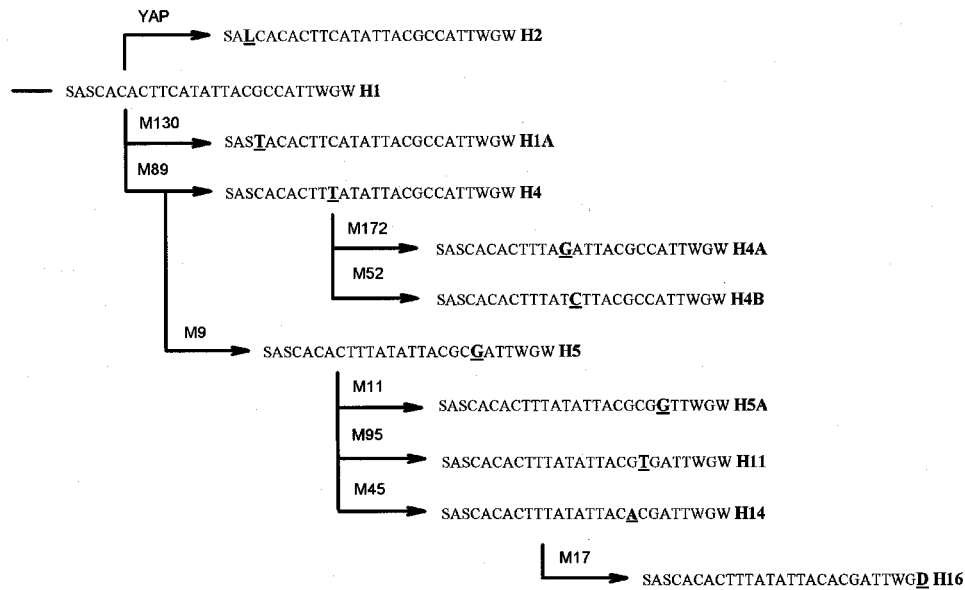 YAP
SALCACACTTCATATTACGCCATTWGW H2
SASCACACTTCATATTACGCCATTWGW H1
M130
SASTACACTTCATATTACGCCATTWGW H1A
M89
SASCACACTTTATATTACGCCATTWGW H4
M172
SASCACACTTTAGATTACGCCATTWGW H4A
M52
SASCACACTTTATCTTACGCCATTWGW H4B
M9
SASCACACTTTATATTACGCGATTWGW H5
M11
SASCACACTTTATATTACGCGGTTWGW H5A
M95
SASCACACTTTATATTACGTGATTWGW H11
M45
SASCACACTTTATATTACACGATTWGW H14
M17
SASCACACTTTATATTACACGATTWGD H16